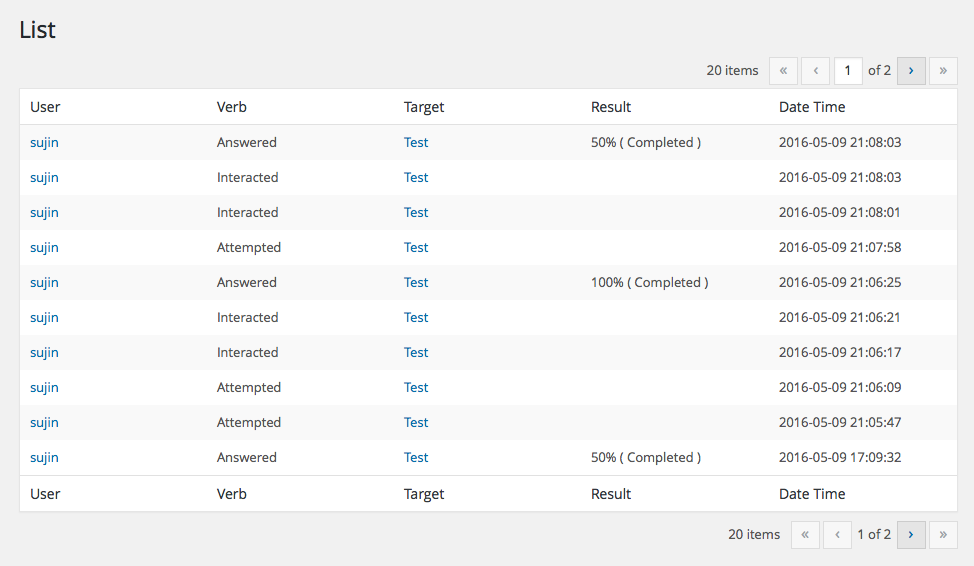 List
20 items « ‹ 1 of 2 › »
User Verb Target Result Date Time
sujin Answered Test 50% ( Completed ) 2016-05-09 21:08:03
sujin Interacted Test 2016-05-09 21:08:03
sujin Interacted Test 2016-05-09 21:08:01
sujin Attempted Test 2016-05-09 21:07:58
sujin Answered Test 100% ( Completed ) 2016-05-09 21:06:25
sujin Interacted Test 2016-05-09 21:06:21
sujin Interacted Test 2016-05-09 21:06:17
sujin Attempted Test 2016-05-09 21:06:09
sujin Attempted Test 2016-05-09 21:05:47
sujin Answered Test 50% ( Completed ) 2016-05-09 17:09:32
User Verb Target Result Date Time
20 items « ‹ 1 of 2 › »